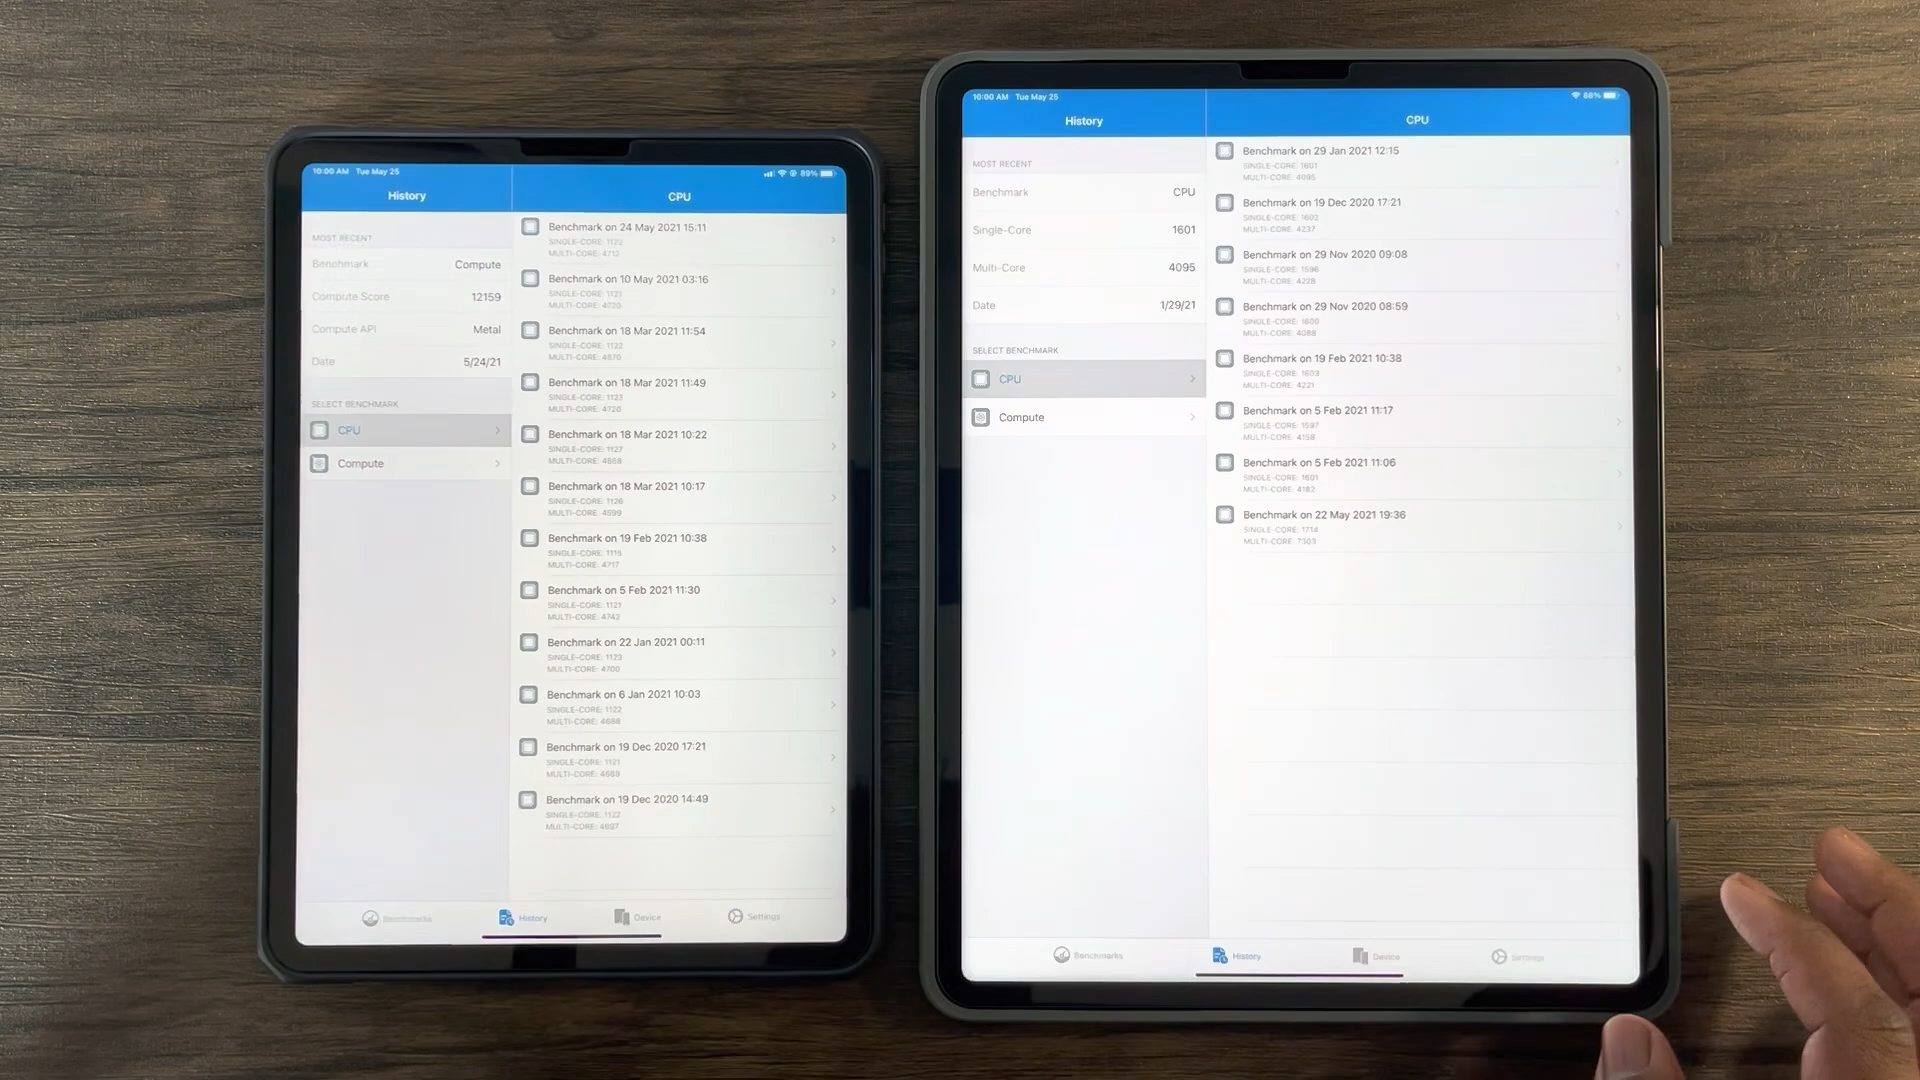 10:00 AM Tue May 25
89%
History
CPU
MOST RECENT
Benchmark Compute
Compute Score 12159
Compute API Metal
Date 5/24/21
SELECT BENCHMARK
CPU
Compute
Benchmark on 24 May 2021 15:11
SINGLE-CORE: 1122
MULTI-CORE: 4712
Benchmark on 10 May 2021 03:16
SINGLE-CORE: 1121
MULTI-CORE: 4720
Benchmark on 18 Mar 2021 11:54
SINGLE-CORE: 1122
MULTI-CORE: 4670
Benchmark on 18 Mar 2021 11:49
SINGLE-CORE: 1123
MULTI-CORE: 4720
Benchmark on 18 Mar 2021 10:22
SINGLE-CORE: 1127
MULTI-CORE:
Benchmark on 18 Mar 2021 10:17
SINGLE-CORE: 1126
MULTI-CORE: 4599
Benchmark on 19 Feb 2021 10:38
SINGLE-CORE: 1115
MULTI-CORE: 4717
Benchmark on 5 Feb 2021 11:30
SINGLE-CORE: 1121
MULTI-CORE: 4742
Benchmark on 22 Jan 2021 00:11
SINGLE-CORE: 1123
MULTI-CORE: 4700
Benchmark on 6 Jan 2021 10:03
SINGLE-CORE: 1122
MULTI-CORE: 4688
Benchmark on 19 Dec 2020 17:21
SINGLE-CORE: 1121
MULTI-CORE: 4689
Benchmark on 19 Dec 2020 14:49
SINGLE-CORE: 1122
MULTI-CORE: 4697
Benchmarks History Device Settings
10:00 AM Tue May 25
88%
History
CPU
MOST RECENT
Benchmark CPU
Single-Core 1601
Multi-Core 4095
Date 1/29/21
SELECT BENCHMARK
CPU
Compute
Benchmark on 29 Jan 2021 12:15
SINGLE-CORE: 1601
MULTI-CORE: 4095
Benchmark on 19 Dec 2020 17:21
SINGLE-CORE: 1602
MULTI-CORE: 4237
Benchmark on 29 Nov 2020 09:08
SINGLE-CORE: 1596
MULTI-CORE: 4228
Benchmark on 29 Nov 2020 08:59
SINGLE-CORE: 1600
MULTI-CORE: 4088
Benchmark on 19 Feb 2021 10:38
SINGLE-CORE: 1603
MULTI-CORE: 4221
Benchmark on 5 Feb 2021 11:17
SINGLE-CORE: 1597
MULTI-CORE: 4159
Benchmark on 5 Feb 2021 11:06
SINGLE-CORE: 1601
MULTI-CORE: 4182
Benchmark on 22 May 2021 19:36
SINGLE-CORE: 1714
MULTI-CORE: 7303
Benchmarks History Device Settings